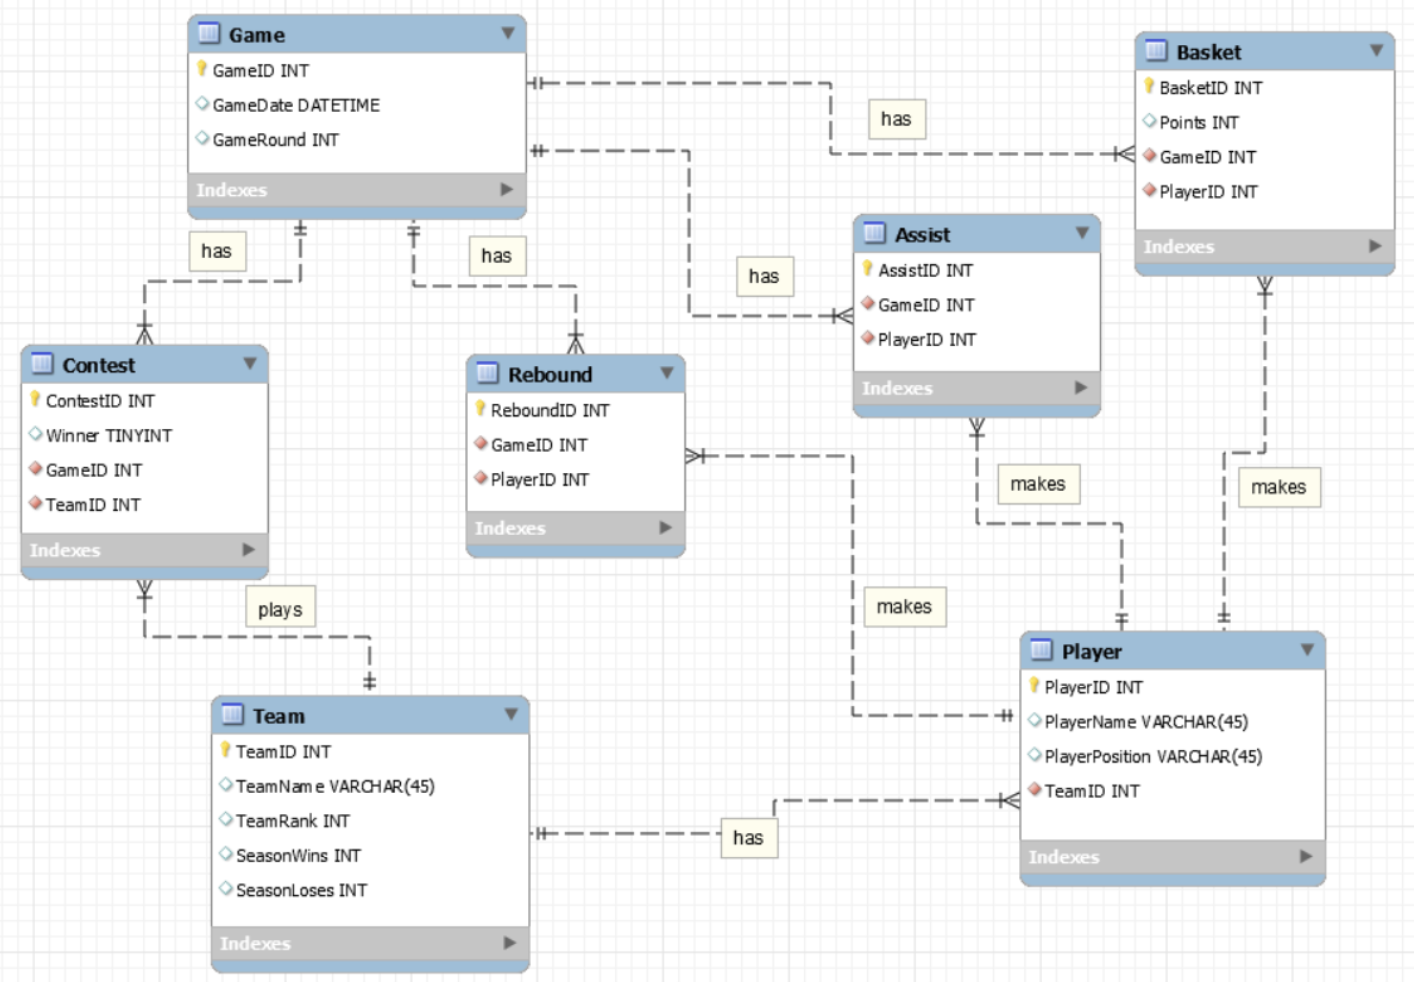 Game
GameID INT
GameDate DATETIME
GameRound INT
Indexes
has
has
has
has
Basket
BasketID INT
Points INT
GameID INT
PlayerID INT
Indexes
Assist
AssistID INT
GameID INT
PlayerID INT
Indexes
Contest
ContestID INT
Winner TINYINT
GameID INT
TeamID INT
Indexes
Rebound
ReboundID INT
GameID INT
PlayerID INT
Indexes
plays
makes
makes
makes
Team
TeamID INT
TeamName VARCHAR(45)
TeamRank INT
SeasonWins INT
SeasonLoses INT
Indexes
has
Player
PlayerID INT
PlayerName VARCHAR(45)
PlayerPosition VARCHAR(45)
TeamID INT
Indexes